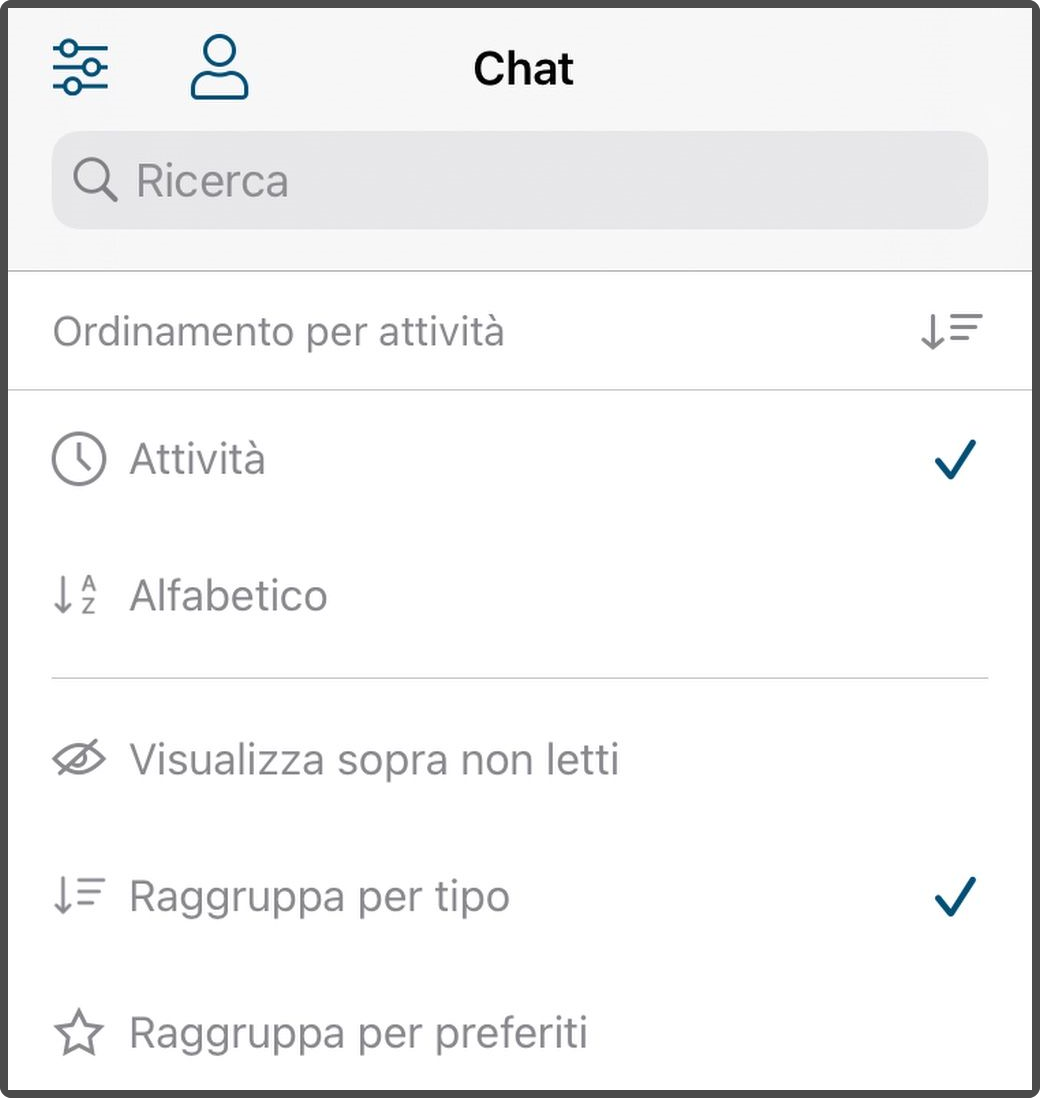 Chat
Ricerca
Ordinamento per attività
Attività
A
Z
Alfabetico
Visualizza sopra non letti
Raggruppa per tipo
Raggruppa per preferiti